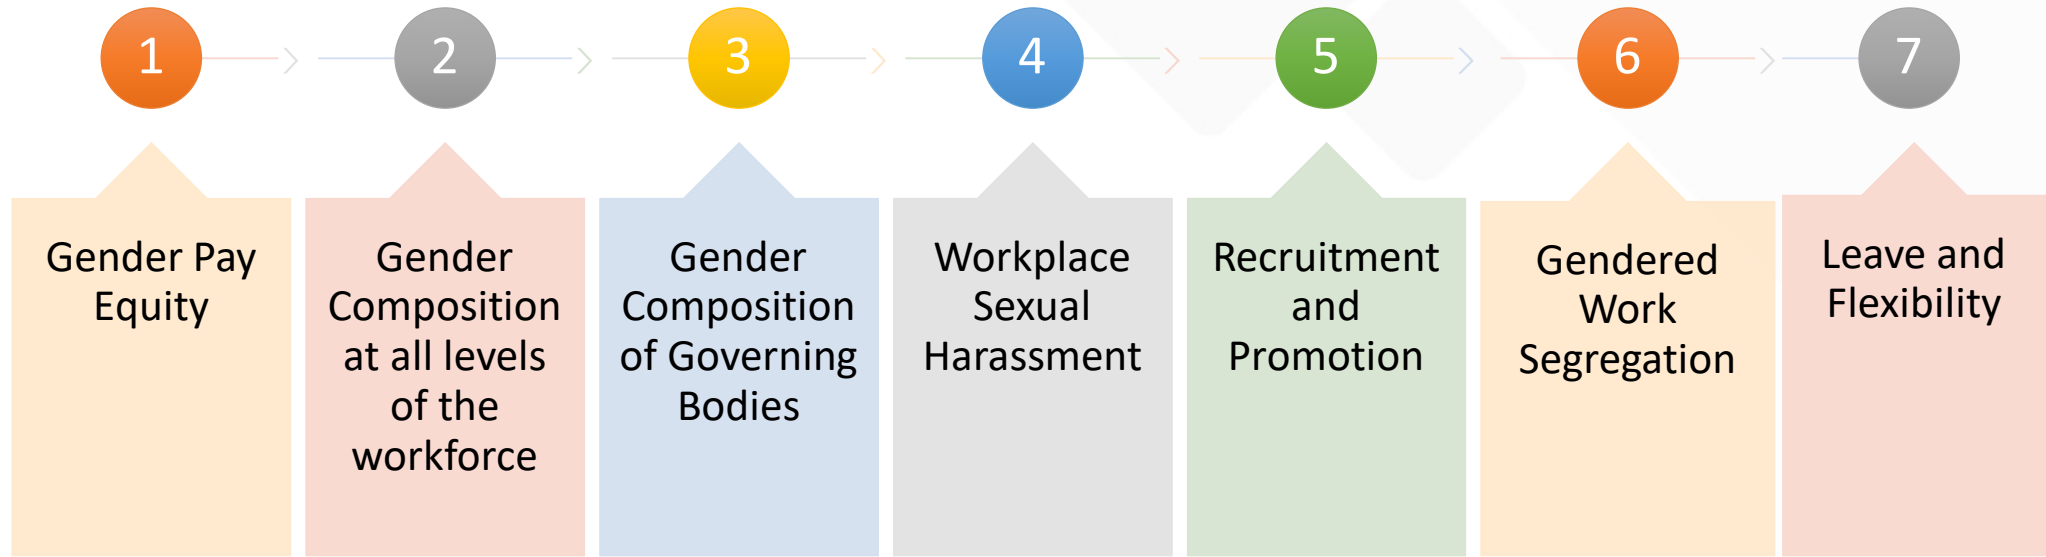 1
2
3
4
5
6
7
Gender Pay
Equity
Gender
Composition
at all levels
of the
workforce
Gender
Composition
of Governing
Bodies
Workplace
Sexual
Harassment
Recruitment
and
Promotion
Gendered
Work
Segregation
Leave and
Flexibility